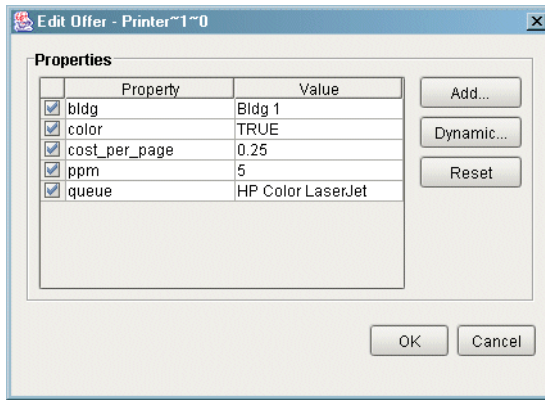 Edit Offer - Printer~1~0
Properties
Property Value
bldg Bldg 1
color TRUE
cost_per_page 0.25
ppm 5
queue HP Color LaserJet
Add...
Dynamic...
Reset
OK Cancel